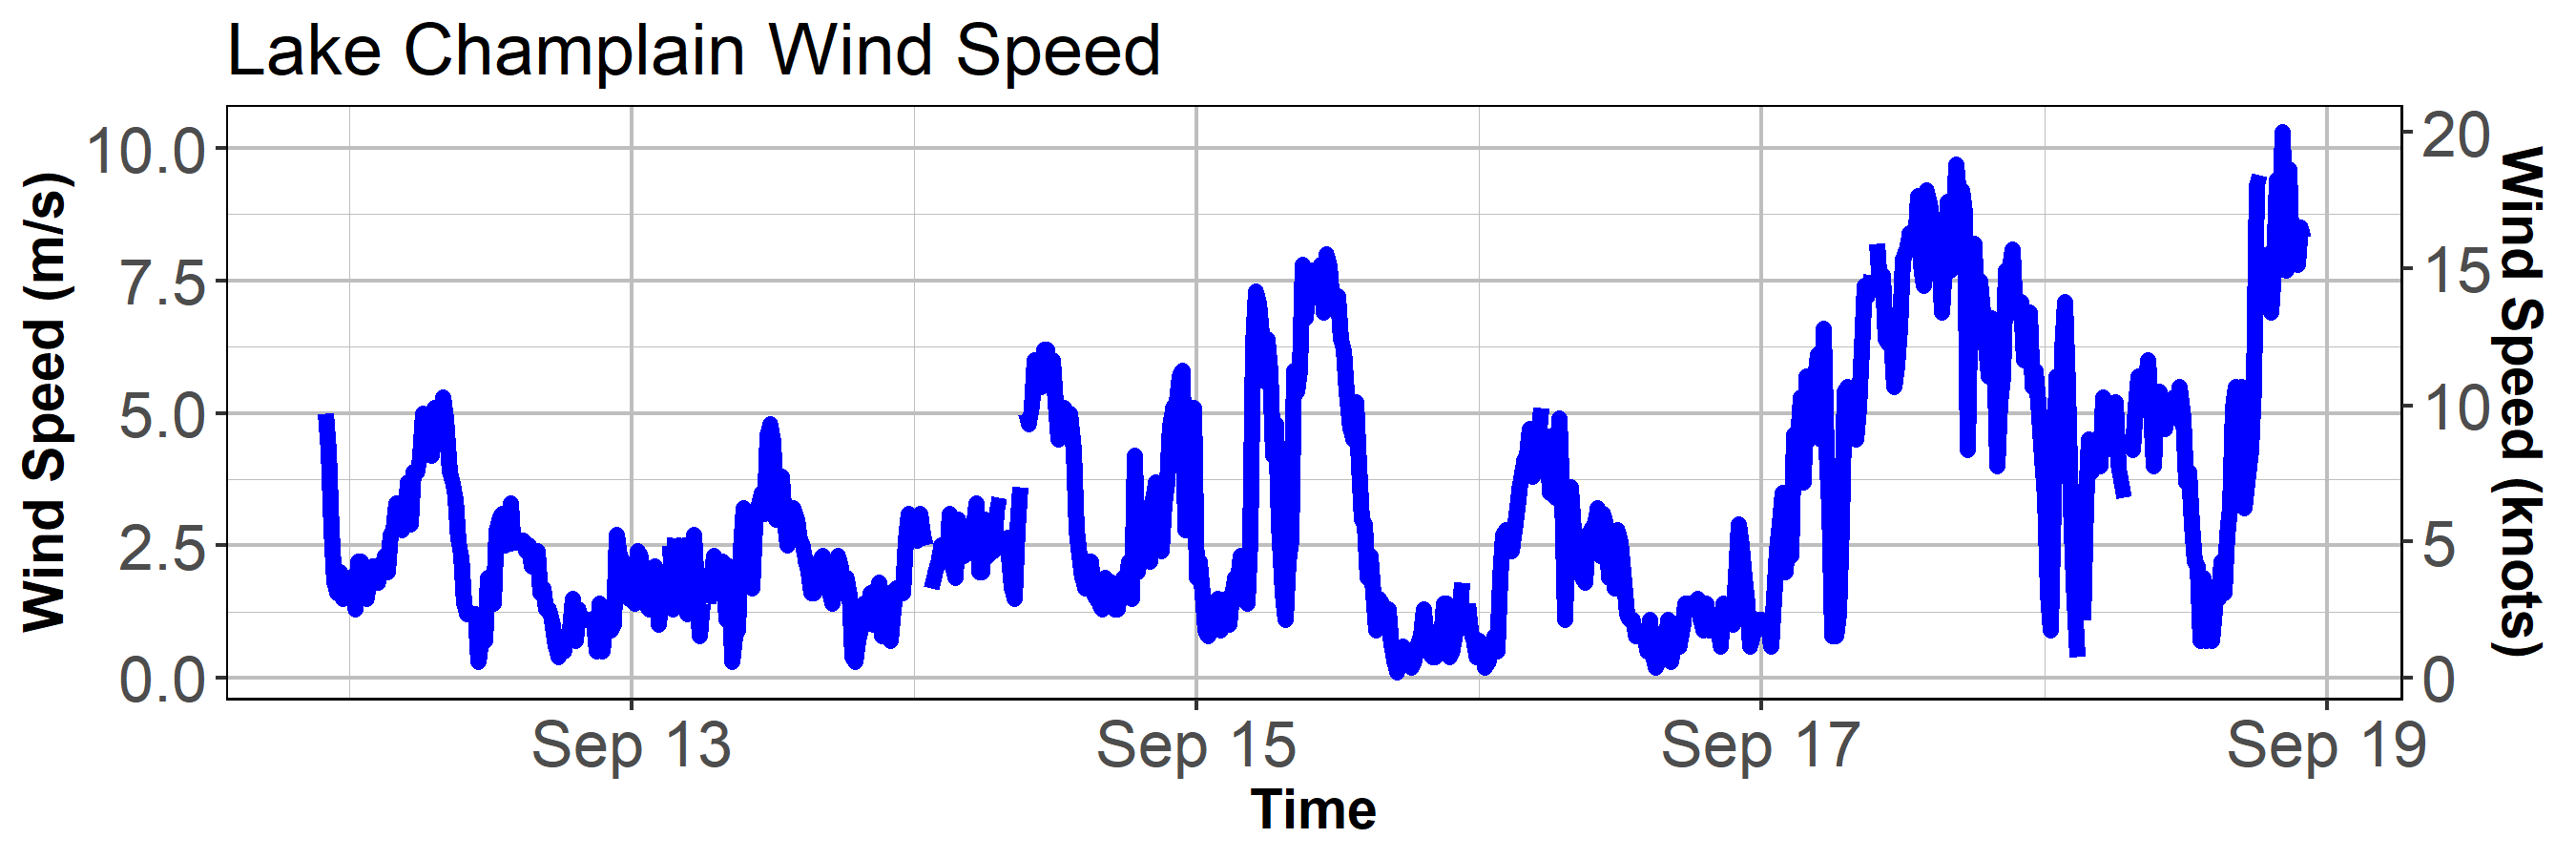 Lake Champlain Wind Speed
Wind Speed (m/s)
10.0
7.5
5.0
2.5
0.0
20
15
10
5
0
Wind Speed (knots)
Sep 13
Sep 15
Sep 17
Sep 19
Time